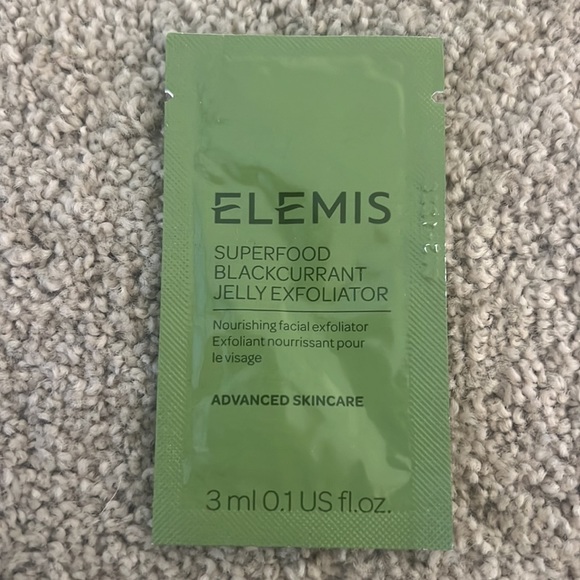 ELEMIS
SUPERFOOD
BLACKCURRANT
JELLY EXFOLIATOR
Nourishing facial exfoliator
Exfoliant nourrissant pour
le visage
ADVANCED SKINCARE
3 ml 0.1 US fl.oz.